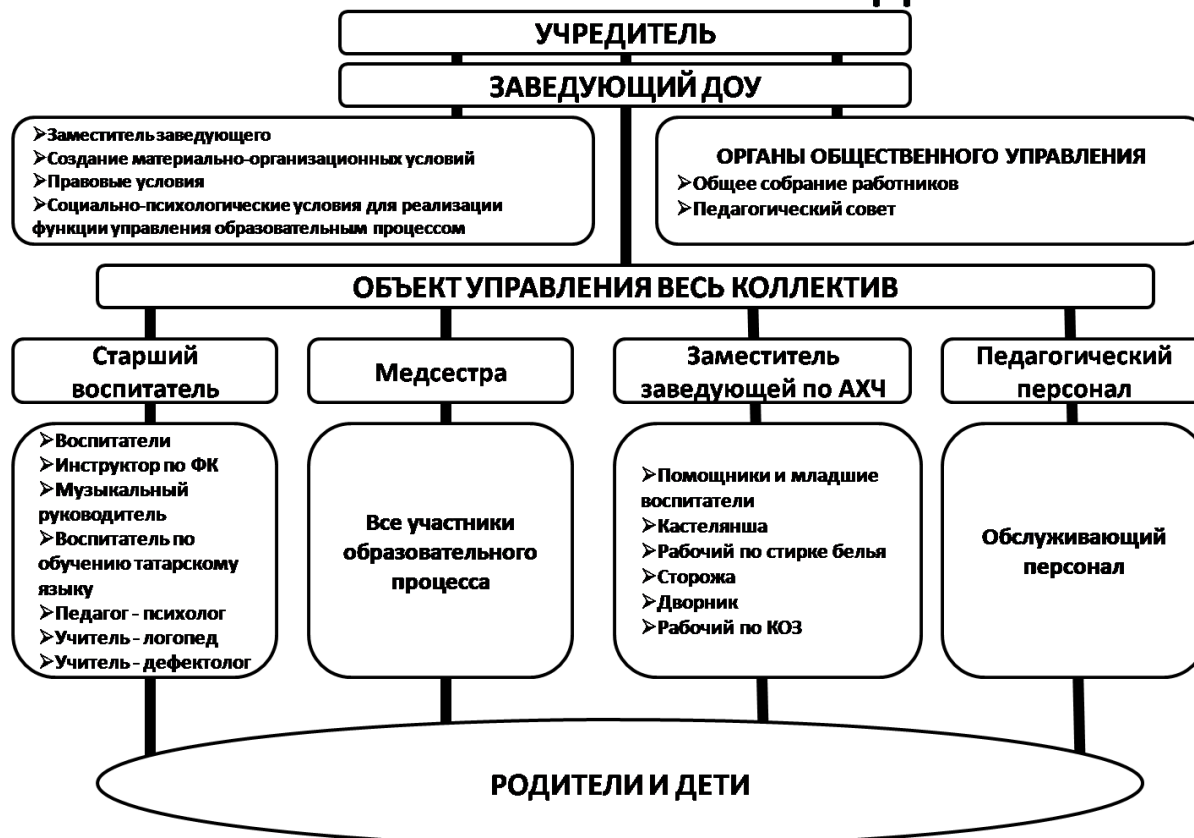 УЧРЕДИТЕЛЬ
ЗАВЕДУЮЩИЙ ДОУ
➢Заместитель заведующего
➢Создание материально-организационных условий
➢Правовые условия
➢Социально-психологические условия для реализации
функции управления образовательным процессом
ОРГАНЫ ОБЩЕСТВЕННОГО УПРАВЛЕНИЯ
➢Общее собрание работников
➢Педагогический совет
ОБЪЕКТ УПРАВЛЕНИЯ ВЕСЬ КОЛЛЕКТИВ
Старший
воспитатель
Медсестра
Заместитель
заведующей по АХЧ
Педагогический
персонал
➢Воспитатели
➢Инструктор по ФК
➢Музыкальный
руководитель
➢Воспитатель по
обучению татарскому
языку
➢Педагог - психолог
➢Учитель - логопед
➢Учитель - дефектолог
Все участники
образовательного
процесса
➢Помощники и младшие
воспитатели
➢Кастелянша
➢Рабочий по стирке белья
➢Сторожа
➢Дворник
➢Рабочий по КОЗ
Обслуживающий
персонал
РОДИТЕЛИ И ДЕТИ